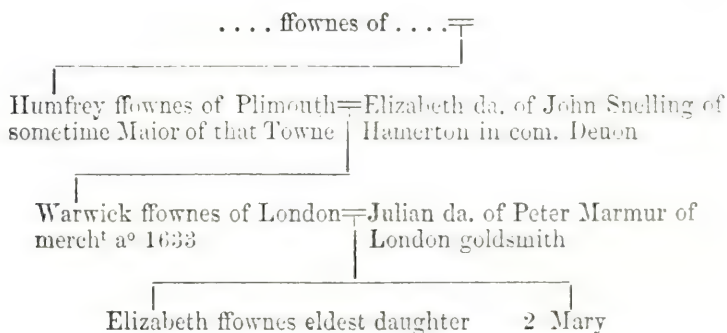 . . . . ffownes of . . . .
Humfrey ffownes of Plimouth=Elizabeth da. of John Snelling of
sometime Maior of that Towne Hamerton in com. Deuon
Warwick ffownes of London=Julian da. of Peter Marmur of
mercht ao 1633 London goldsmith
Elizabeth ffownes eldest daughter 2 Mary